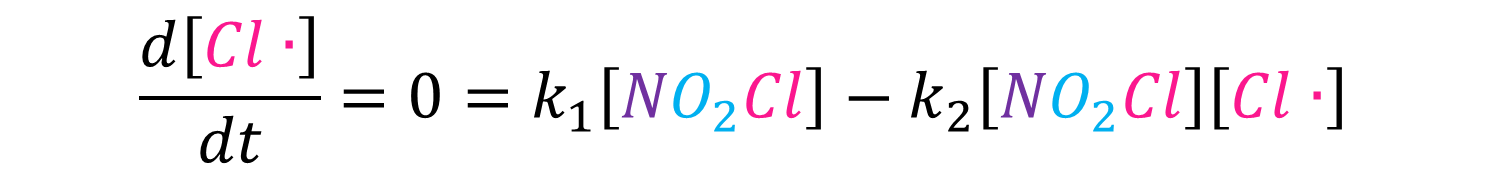 d[Cl ·]/dt = 0 = k₁[NO₂Cl] − k₂[NO₂Cl][Cl ·]